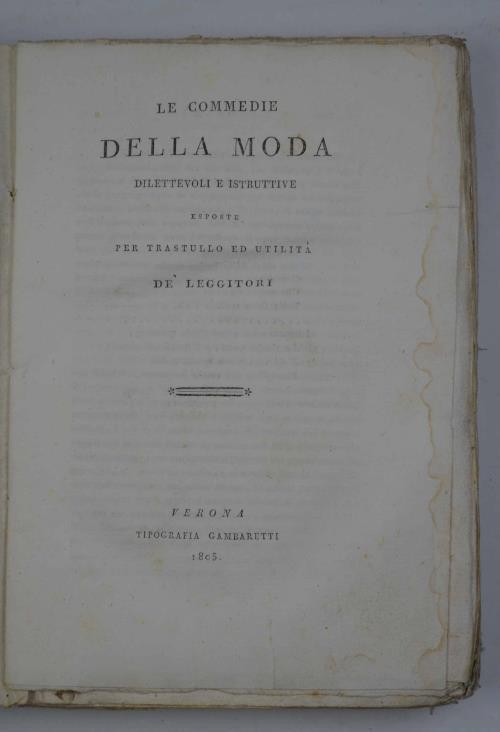 LE COMMEDIE
DELLA MODA
DILETTEVOLI E ISTRUTTIVE
ESPOSTE
PER TRASTULLO ED UTILITÀ
DE' LEGGITORI
VERONA
TIPOGRAFIA GAMBARETTI
1805.